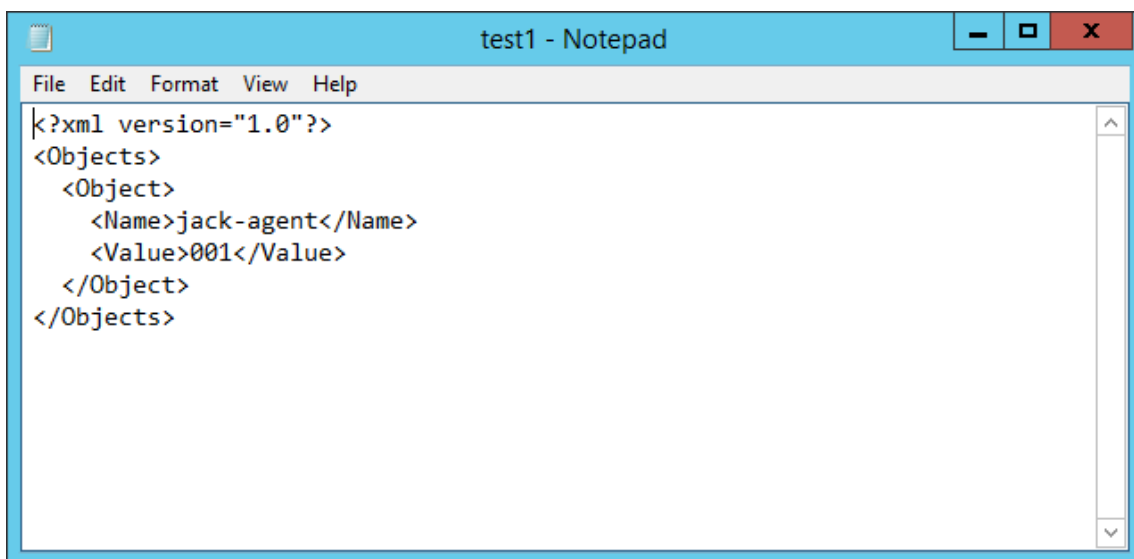 test1 - Notepad
File Edit Format View Help
<?xml version="1.0"?>
<Objects>
  <Object>
    <Name>jack-agent</Name>
    <Value>001</Value>
  </Object>
</Objects>